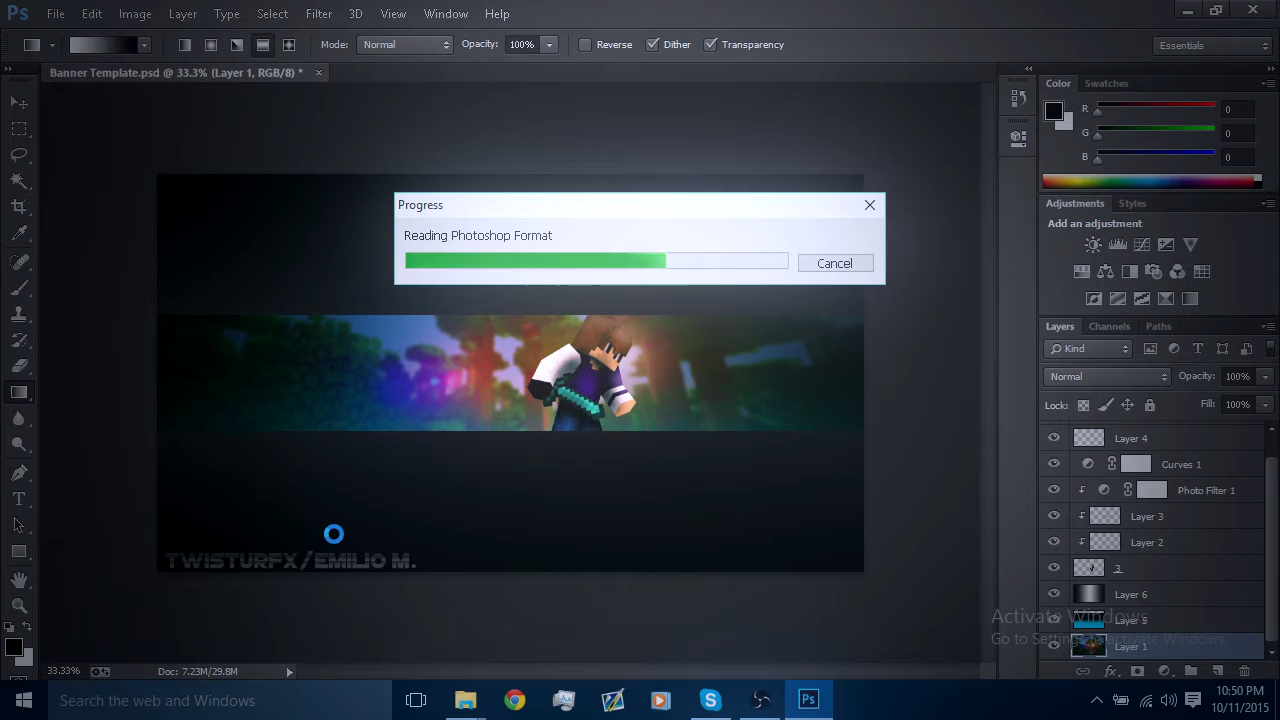 Ps File Edit Image Layer Type Select Filter 3D View Window Help
Mode: Normal Opacity: 100% Reverse Dither Transparency Essentials
Banner Template.psd @ 33.3% (Layer 1, RGB/8) * ×
Color Swatches
R 0
G 0
B 0
Progress
Reading Photoshop Format
Cancel
Adjustments Styles
Add an adjustment
Layers Channels Paths
Kind
Normal Opacity: 100%
Lock: Fill: 100%
Layer 4
Curves 1
Photo Filter 1
Layer 3
Layer 2
3
Layer 6
Layer 5
Layer 1
TWISTURFX/EMILIO M.
Activate Windows
Go to Settings to activate Windows.
33.33% Doc: 7.23M/29.8M
Search the web and Windows
10:50 PM
10/11/2015